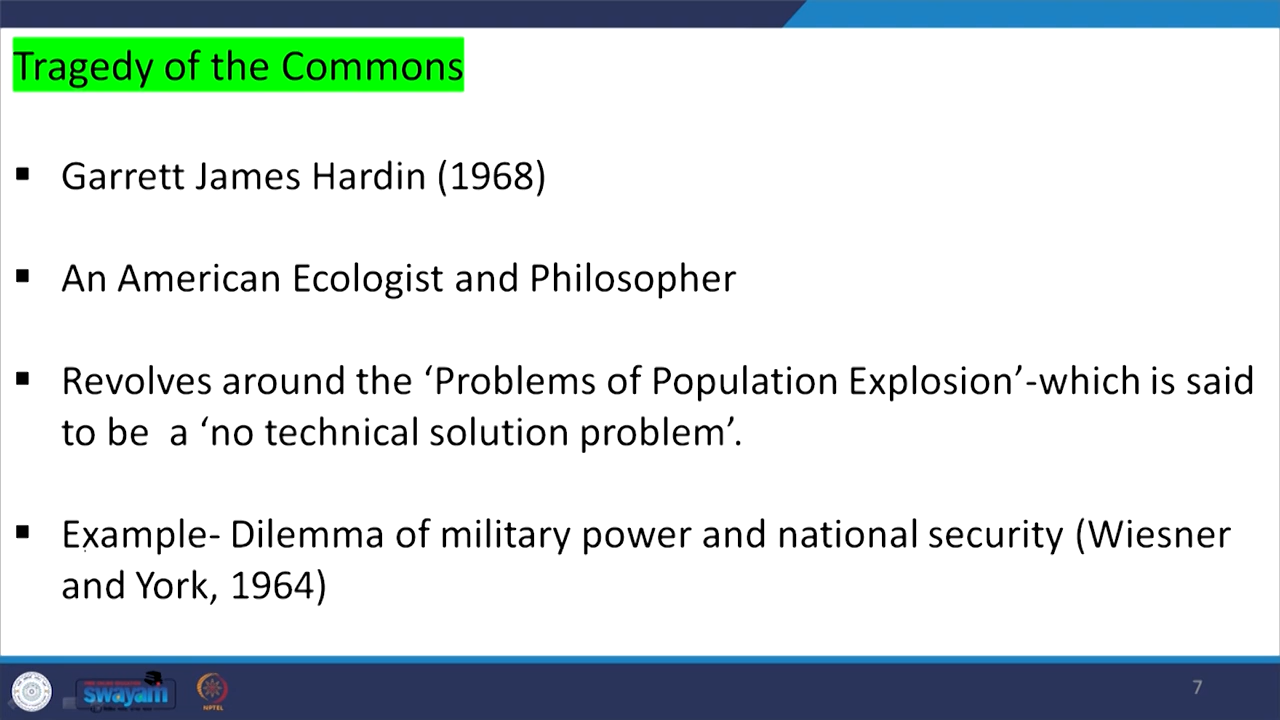 Tragedy of the Commons
▪ Garrett James Hardin (1968)
▪ An American Ecologist and Philosopher
▪ Revolves around the ‘Problems of Population Explosion’-which is said
to be a ‘no technical solution problem’.
▪ Example- Dilemma of military power and national security (Wiesner
and York, 1964)
swayam
NPTEL
7